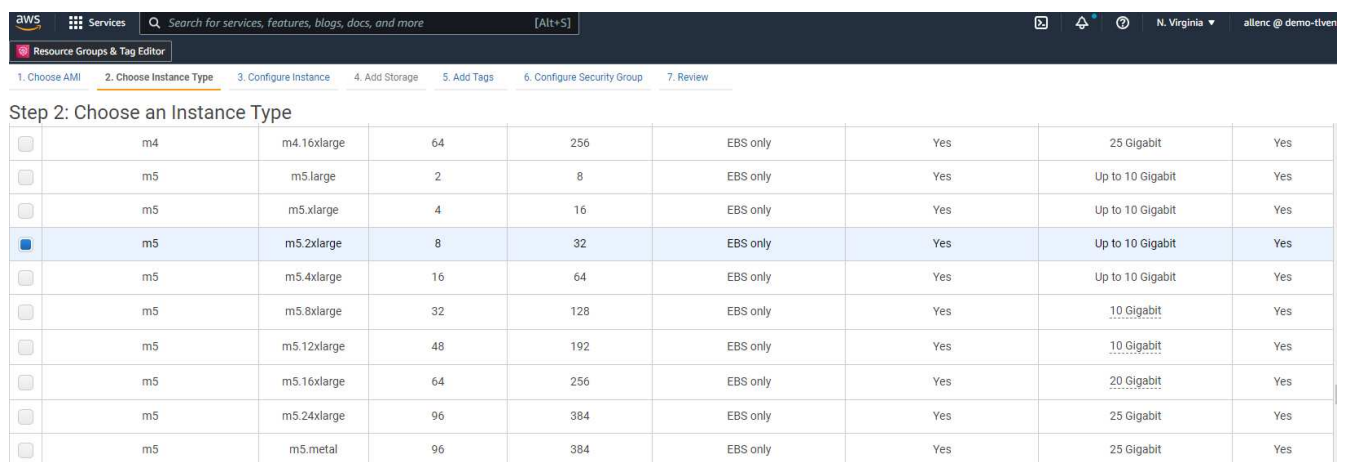 aws Services Search for services, features, blogs, docs, and more [Alt+S] N. Virginia ▼ allenc @ demo-tlven
Resource Groups & Tag Editor
1. Choose AMI 2. Choose Instance Type 3. Configure Instance 4. Add Storage 5. Add Tags 6. Configure Security Group 7. Review
Step 2: Choose an Instance Type
m4 m4.16xlarge 64 256 EBS only Yes 25 Gigabit Yes
m5 m5.large 2 8 EBS only Yes Up to 10 Gigabit Yes
m5 m5.xlarge 4 16 EBS only Yes Up to 10 Gigabit Yes
m5 m5.2xlarge 8 32 EBS only Yes Up to 10 Gigabit Yes
m5 m5.4xlarge 16 64 EBS only Yes Up to 10 Gigabit Yes
m5 m5.8xlarge 32 128 EBS only Yes 10 Gigabit Yes
m5 m5.12xlarge 48 192 EBS only Yes 10 Gigabit Yes
m5 m5.16xlarge 64 256 EBS only Yes 20 Gigabit Yes
m5 m5.24xlarge 96 384 EBS only Yes 25 Gigabit Yes
m5 m5.metal 96 384 EBS only Yes 25 Gigabit Yes